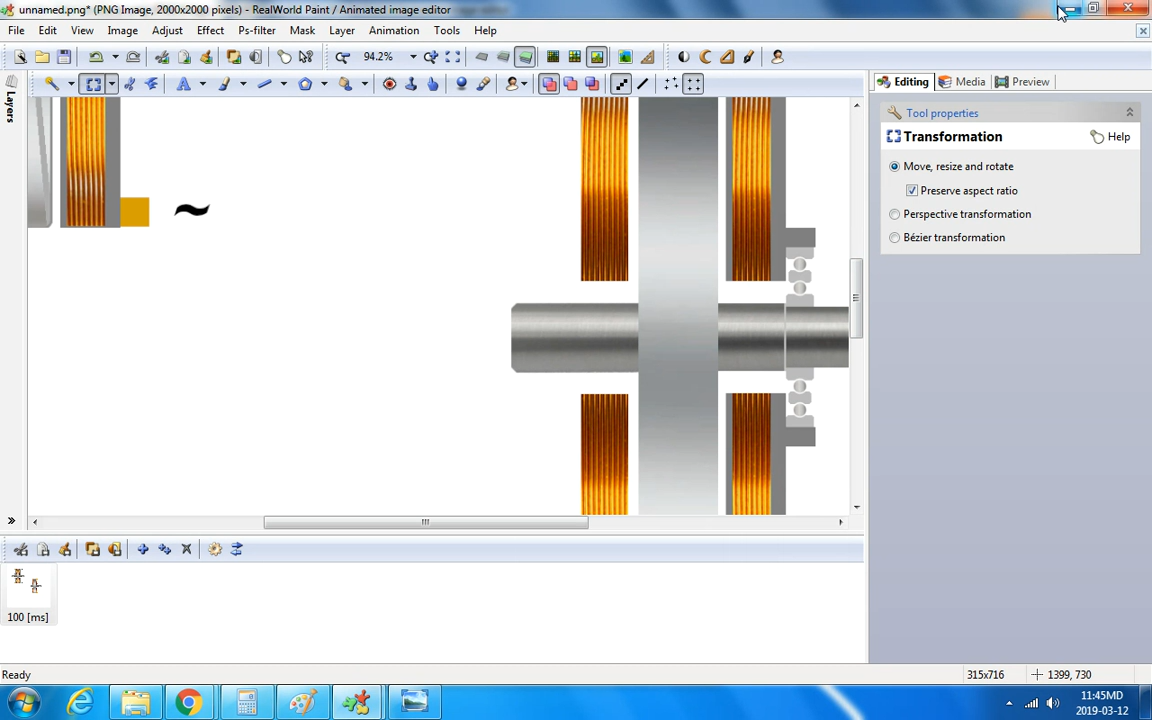 unnamed.png* (PNG Image, 2000x2000 pixels) - RealWorld Paint / Animated image editor
File Edit View Image Adjust Effect Ps-filter Mask Layer Animation Tools Help
94.2%
Editing Media Preview
Layers
Tool properties
Transformation Help
Move, resize and rotate
Preserve aspect ratio
Perspective transformation
Bézier transformation
~
100 [ms]
Ready 315x716 1399, 730
11:45MD
2019-03-12